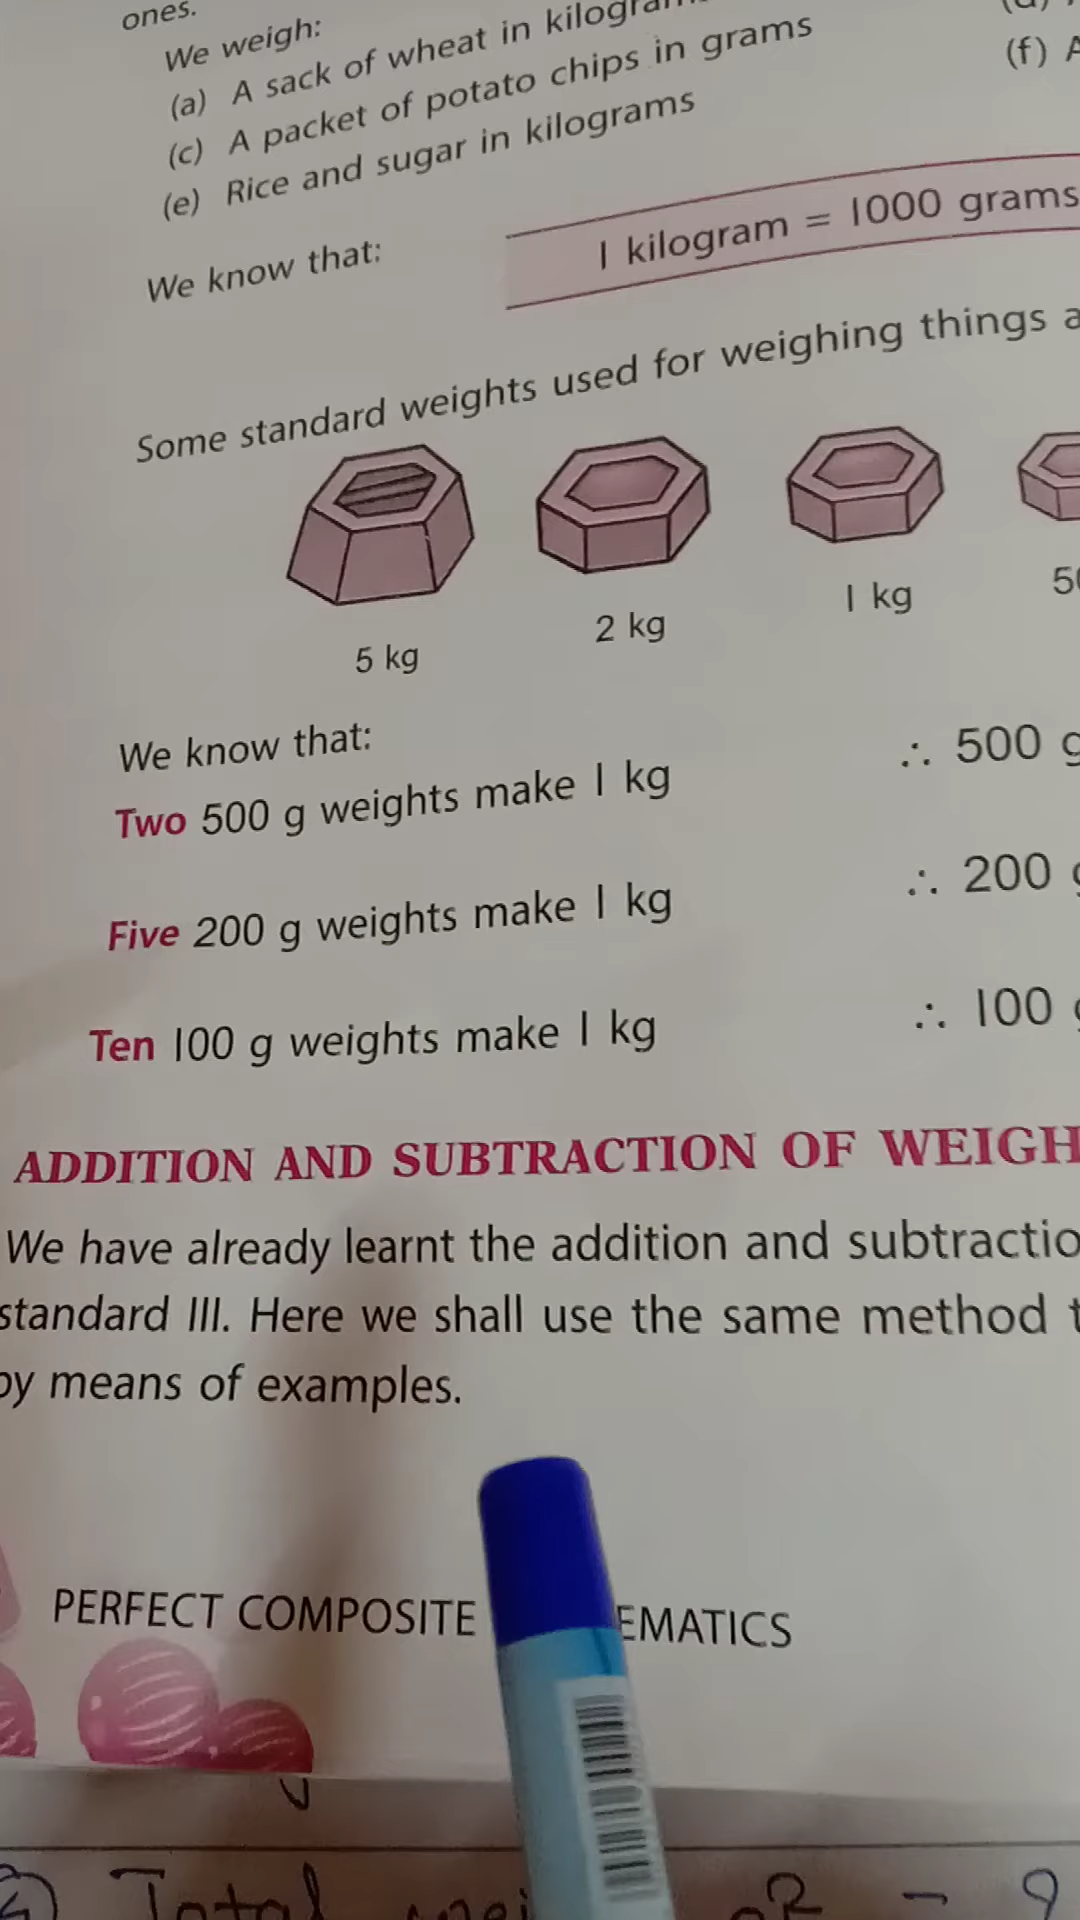 ones.
We weigh:
(a) A sack of wheat in
(f)
(c) A packet of potato chips in grams
(e) Rice and sugar in kilograms
We know that:
1 kilogram = 1000 grams
Some standard weights used for weighing things
5 kg
2 kg
1 kg
We know that:
Two 500 g weights make 1 kg
∴ 500 g
Five 200 g weights make 1 kg
∴ 200
Ten 100 g weights make 1 kg
∴ 100
ADDITION AND SUBTRACTION OF
We have already learnt the addition and
standard III. Here we shall use the same method
by means of examples.
PERFECT COMPOSITE
Total